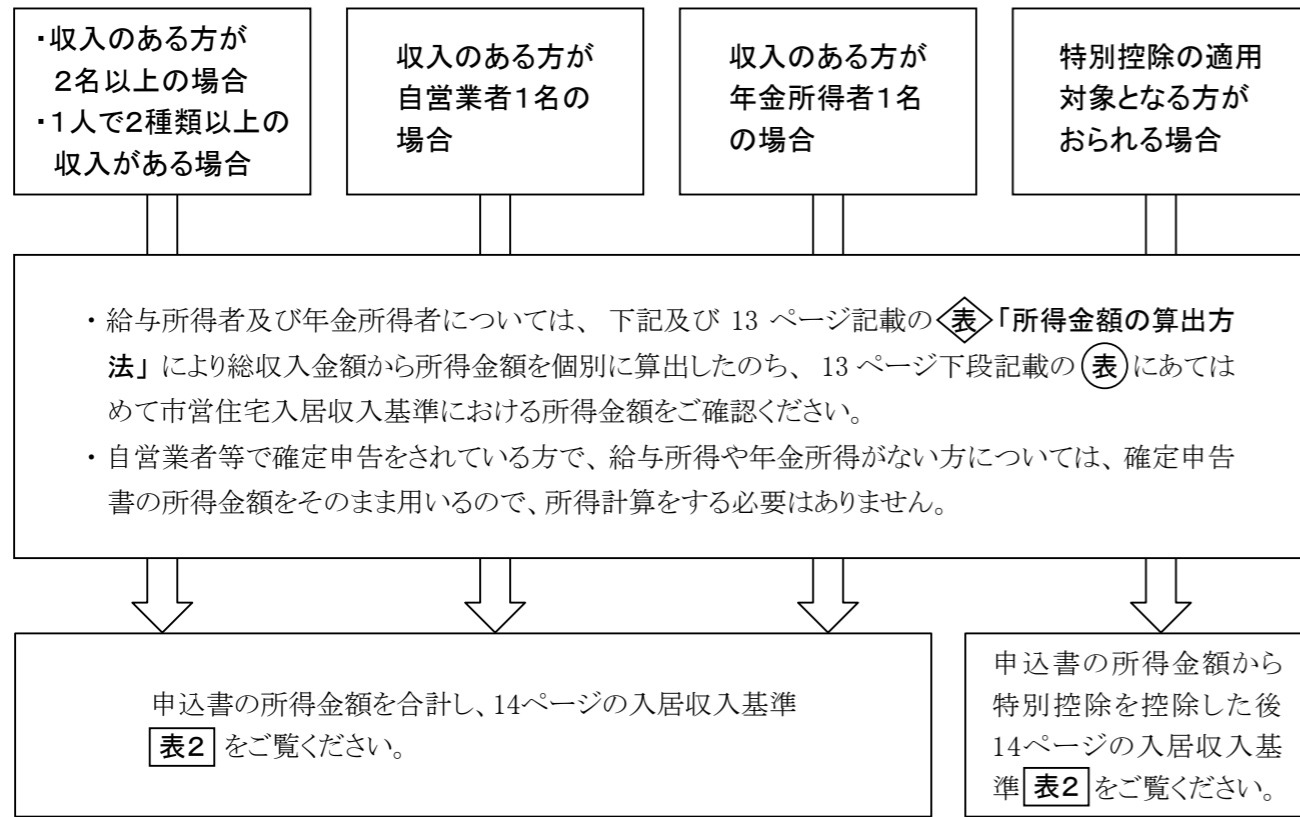 ・収入のある方が
2名以上の場合
・1人で2種類以上の
収入がある場合
収入のある方が
自営業者1名の
場合
収入のある方が
年金所得者1名
の場合
特別控除の適用
対象となる方が
おられる場合
・給与所得者及び年金所得者については、 下記及び 13 ページ記載の表「所得金額の算出方
法」 により総収入金額から所得金額を個別に算出したのち、 13 ページ下段記載の表にあては
めて市営住宅入居収入基準における所得金額をご確認ください。
・自営業者等で確定申告をされている方で、給与所得や年金所得がない方については、確定申告
書の所得金額をそのまま用いるので、所得計算をする必要はありません。
申込書の所得金額を合計し、14ページの入居収入基準
表2 をご覧ください。
申込書の所得金額から
特別控除を控除した後
14ページの入居収入基
準 表2 をご覧ください。